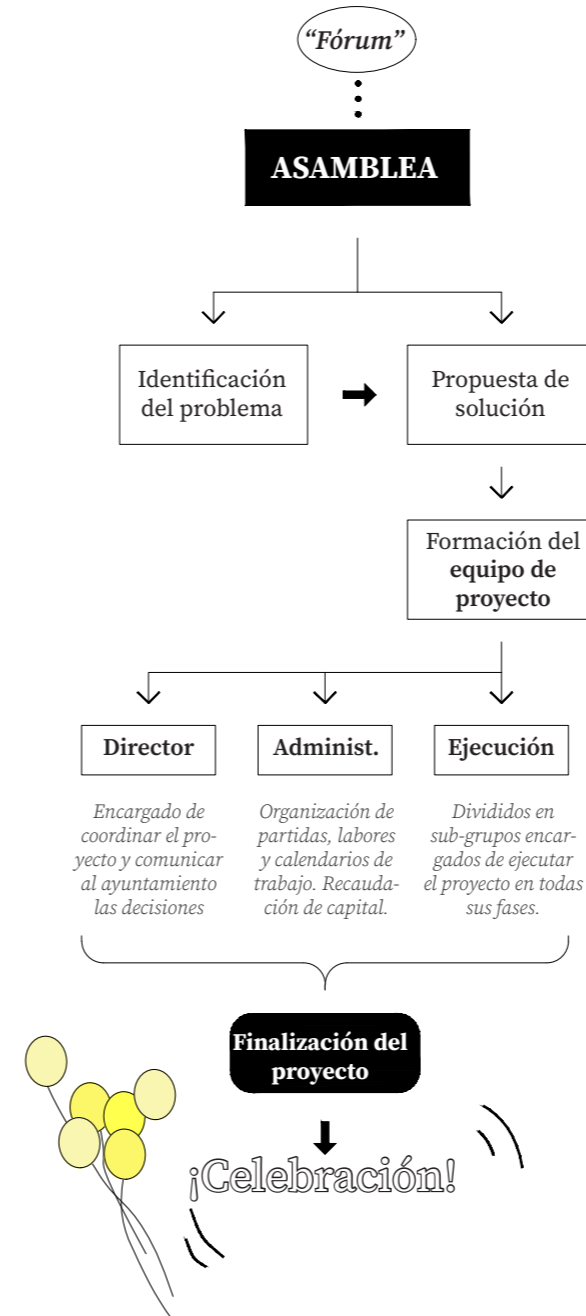 “Fórum”
ASAMBLEA
Identificación
del problema
Propuesta de
solución
Formación del
equipo de
proyecto
Director
Encargado de
coordinar el pro-
yecto y comunicar
al ayuntamiento
las decisiones
Administ.
Organización de
partidas, labores
y calendarios de
trabajo. Recauda-
ción de capital.
Ejecución
Divididos en
sub-grupos encar-
gados de ejecutar
el proyecto en todas
sus fases.
Finalización del
proyecto
¡Celebración!